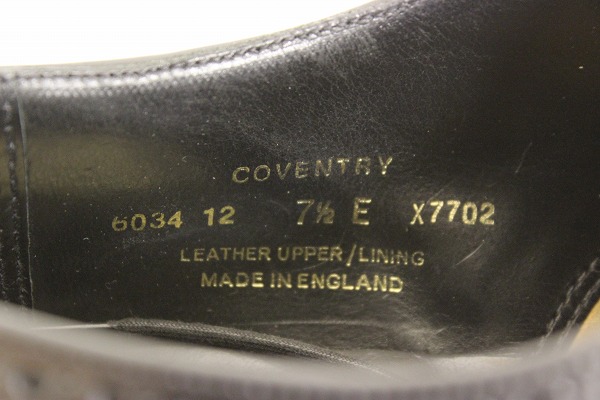 COVENTRY
6034 12 7½ E X7702
LEATHER UPPER/LINING
MADE IN ENGLAND